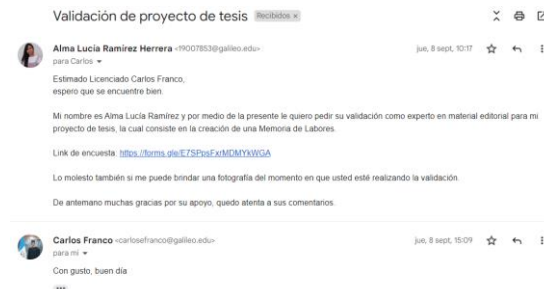 Validación de proyecto de tesis Recibidos x
Alma Lucía Ramírez Herrera <19007853@galileo.edu> jue, 8 sept, 10:17
para Carlos
Estimado Licenciado Carlos Franco,
espero que se encuentre bien.
Mi nombre es Alma Lucía Ramírez y por medio de la presente le quiero pedir su validación como experto en material editorial para mi
proyecto de tesis, la cual consiste en la creación de una Memoria de Labores.
Link de encuesta: https://forms.gle/E7SPpsFx/MDMYkWGA
Lo molesto también si me puede brindar una fotografía del momento en que usted esté realizando la validación.
De antemano muchas gracias por su apoyo, quedo atenta a sus comentarios.
Carlos Franco <carlosefranco@galileo.edu> jue, 8 sept, 15:09
para mí
Con gusto, buen día